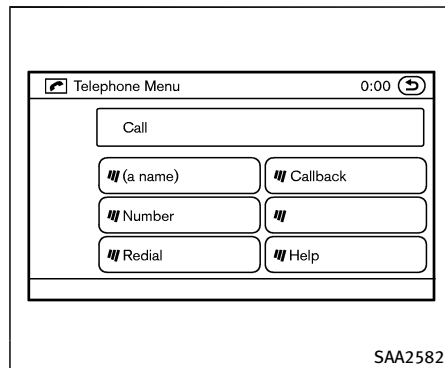 Telephone Menu 0:00
Call
(a name) Callback
Number
Redial Help
SAA2582